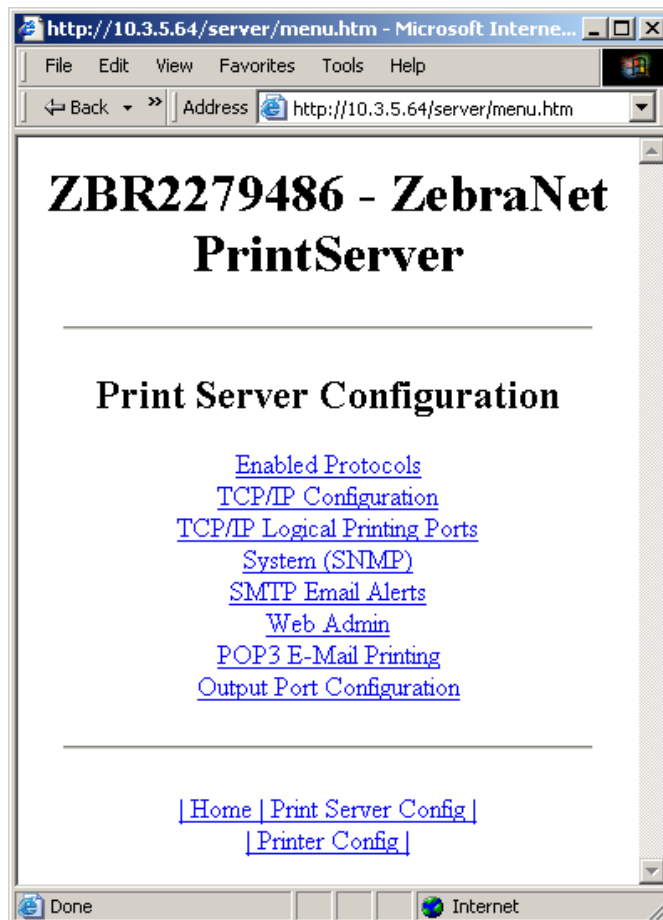 http://10.3.5.64/server/menu.htm - Microsoft Interne...
File Edit View Favorites Tools Help
Back » Address http://10.3.5.64/server/menu.htm
ZBR2279486 - ZebraNet
PrintServer
Print Server Configuration
Enabled Protocols
TCP/IP Configuration
TCP/IP Logical Printing Ports
System (SNMP)
SMTP Email Alerts
Web Admin
POP3 E-Mail Printing
Output Port Configuration
| Home | Print Server Config |
| Printer Config |
Done Internet